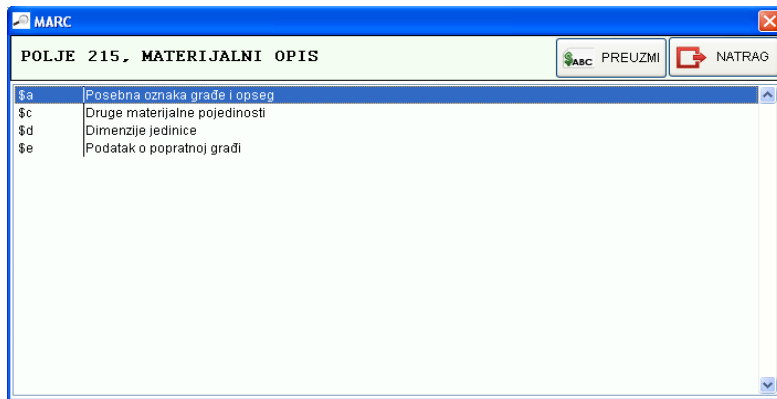 MARC
POLJE 215, MATERIJALNI OPIS
$ABC PREUZMI
NATRAG
$a Posebna oznaka građe i opseg
$c Druge materijalne pojedinosti
$d Dimenzije jedinice
$e Podatak o popratnoj građi